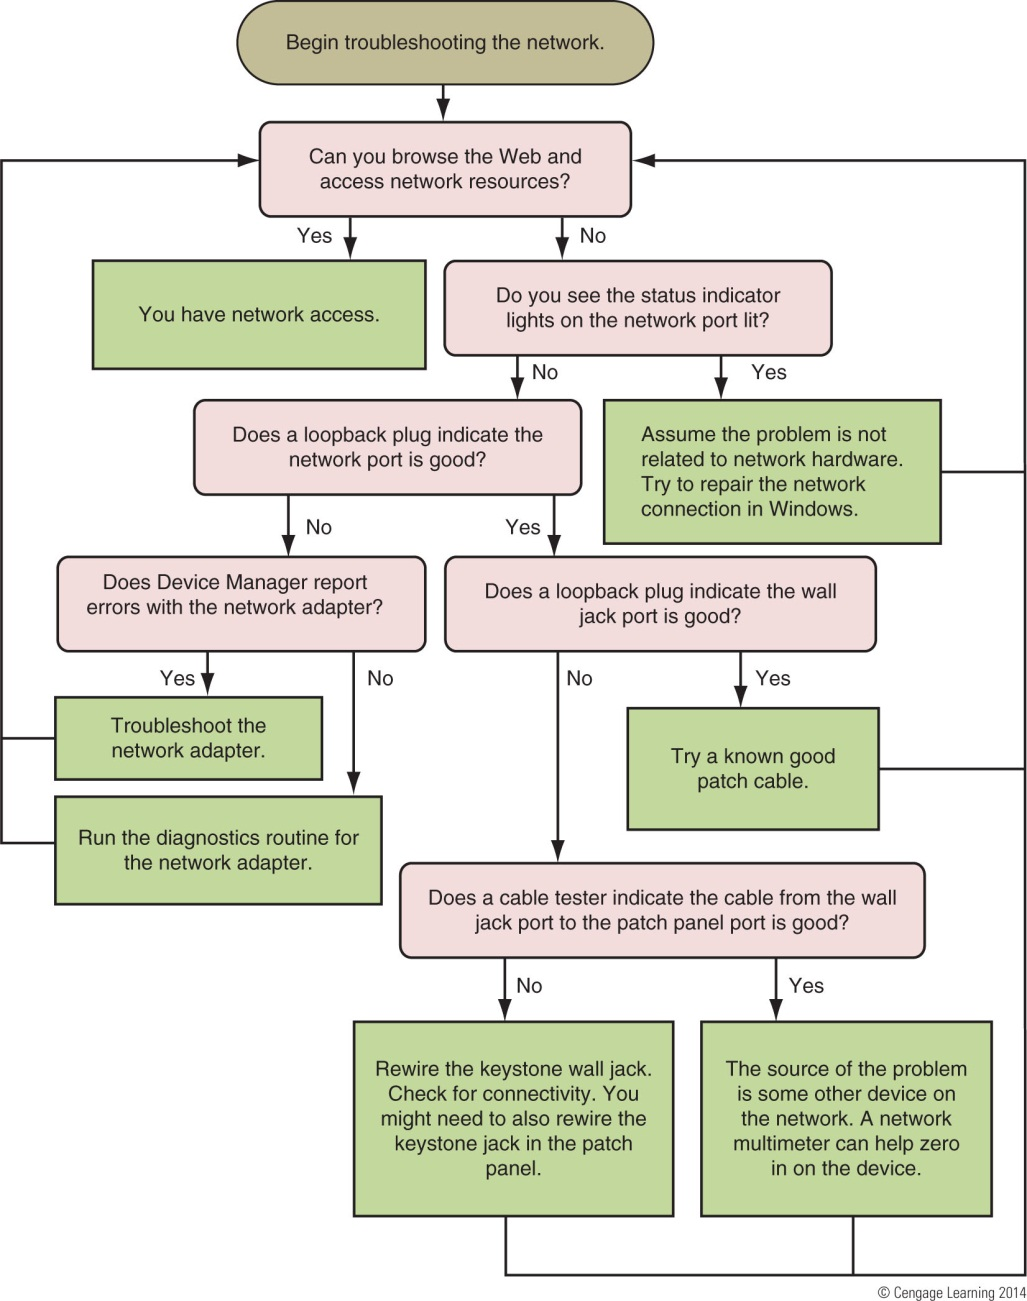 Begin troubleshooting the network.
Can you browse the Web and
access network resources?
Yes
No
You have network access.
Do you see the status indicator
lights on the network port lit?
No
Yes
Does a loopback plug indicate the
network port is good?
Assume the problem is not
related to network hardware.
Try to repair the network
connection in Windows.
No
Yes
Does Device Manager report
errors with the network adapter?
Does a loopback plug indicate the wall
jack port is good?
Yes
No
No
Yes
Troubleshoot the
network adapter.
Try a known good
patch cable.
Run the diagnostics routine for
the network adapter.
Does a cable tester indicate the cable from the wall
jack port to the patch panel port is good?
No
Yes
Rewire the keystone wall jack.
Check for connectivity. You
might need to also rewire the
keystone jack in the patch
panel.
The source of the problem
is some other device on
the network. A network
multimeter can help zero
in on the device.
© Cengage Learning 2014